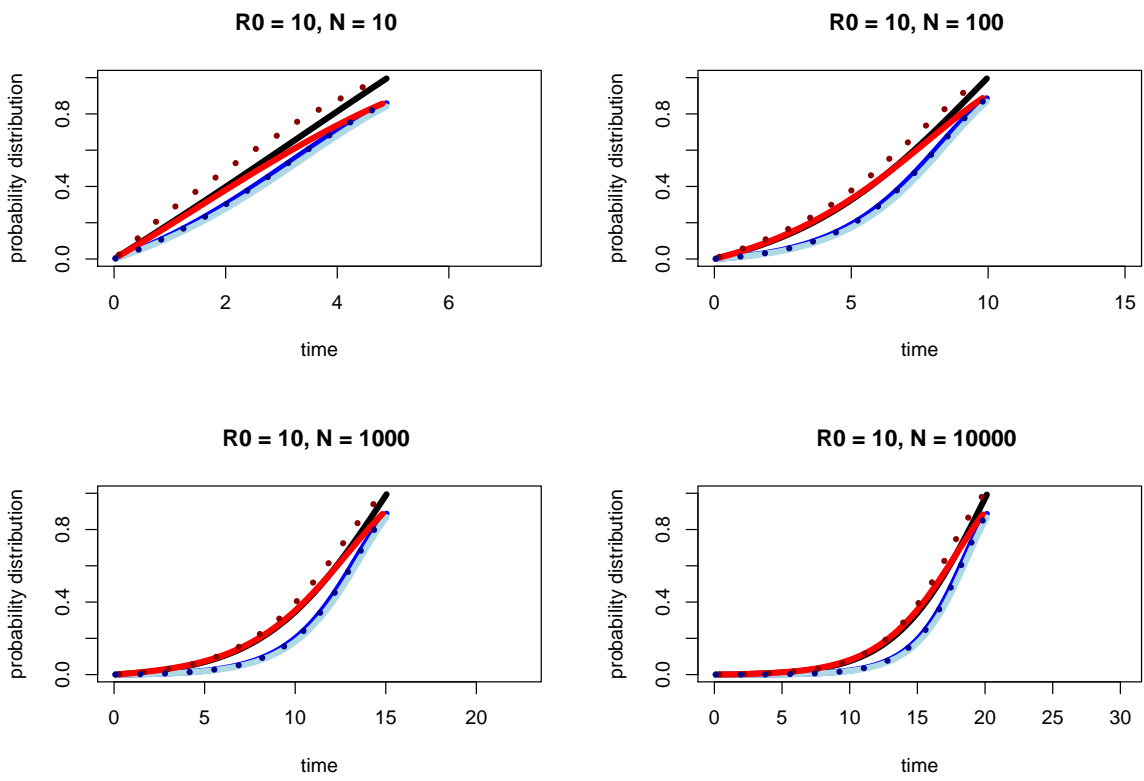 R0 = 10, N = 10
probability distribution
0.0 0.4 0.8
0 2 4 6
time
R0 = 10, N = 100
probability distribution
0.0 0.4 0.8
0 5 10 15
time
R0 = 10, N = 1000
probability distribution
0.0 0.4 0.8
0 5 10 15 20
time
R0 = 10, N = 10000
probability distribution
0.0 0.4 0.8
0 5 10 15 20 25 30
time